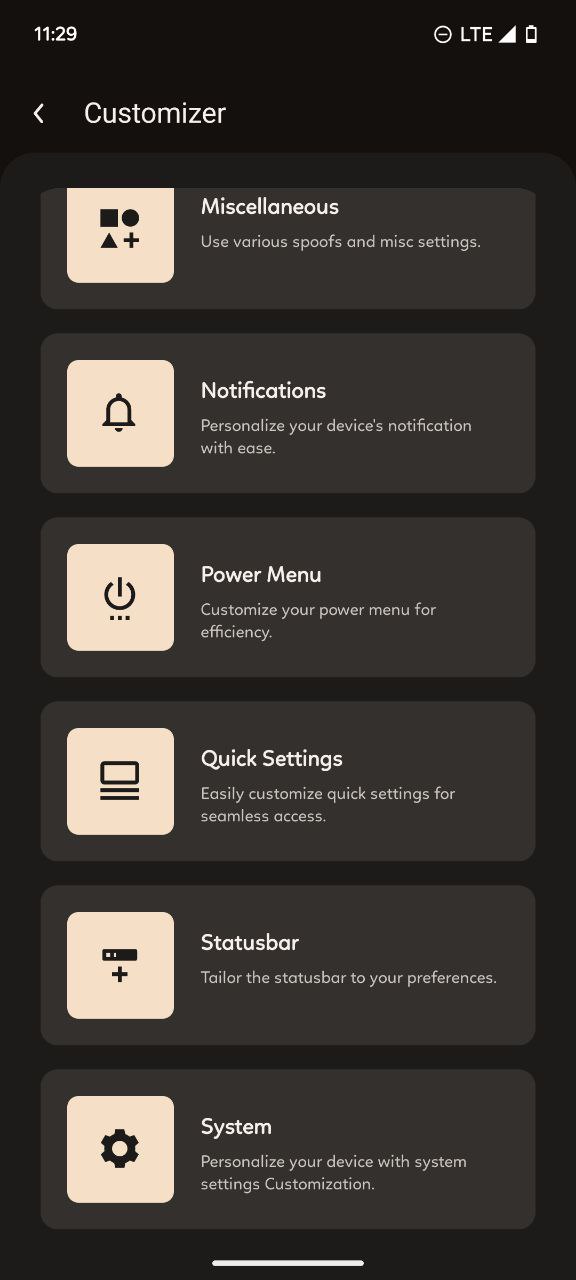 11:29
LTE
Customizer
Miscellaneous
Use various spoofs and misc settings.
Notifications
Personalize your device's notification
with ease.
Power Menu
Customize your power menu for
efficiency.
Quick Settings
Easily customize quick settings for
seamless access.
Statusbar
Tailor the statusbar to your preferences.
System
Personalize your device with system
settings Customization.